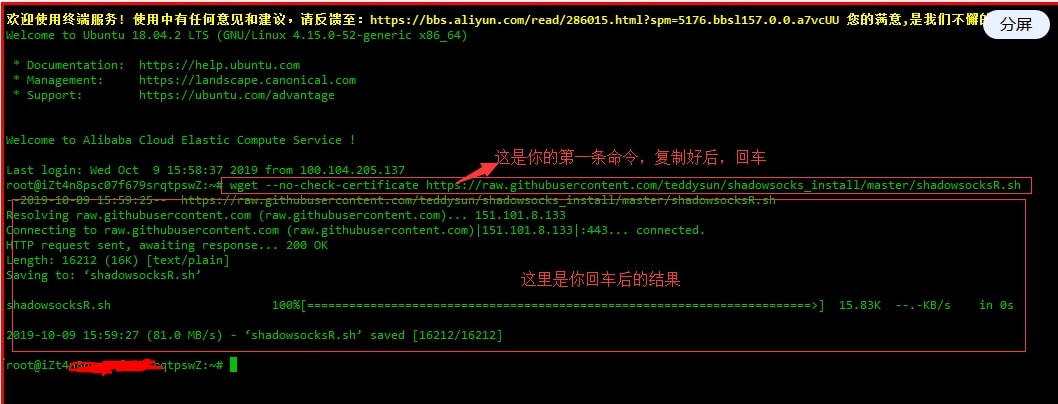 欢迎使用终端服务！使用中有任何意见和建议，请反馈至：https://bbs.aliyun.com/read/286015.html?spm=5176.bbsl157.0.0.a7vcUU 您的满意,是我们不懈的
分屏
Welcome to Ubuntu 18.04.2 LTS (GNU/Linux 4.15.0-52-generic x86_64)
* Documentation: https://help.ubuntu.com
* Management: https://landscape.canonical.com
* Support: https://ubuntu.com/advantage
Welcome to Alibaba Cloud Elastic Compute Service !
这是你的第一条命令，复制好后，回车
Last login: Wed Oct 9 15:58:37 2019 from 100.104.205.137
root@iZt4n8psc07f679srqtpswZ:~# wget --no-check-certificate https://raw.githubusercontent.com/teddysun/shadowsocks_install/master/shadowsocksR.sh
--2019-10-09 15:59:25-- https://raw.githubusercontent.com/teddysun/shadowsocks_install/master/shadowsocksR.sh
Resolving raw.githubusercontent.com (raw.githubusercontent.com)... 151.101.8.133
Connecting to raw.githubusercontent.com (raw.githubusercontent.com)|151.101.8.133|:443... connected.
HTTP request sent, awaiting response... 200 OK
Length: 16212 (16K) [text/plain]
Saving to: ‘shadowsocksR.sh’
这里是你回车后的结果
shadowsocksR.sh 100%[==================================================================>] 15.83K --.-KB/s in 0s
2019-10-09 15:59:27 (81.0 MB/s) - ‘shadowsocksR.sh’ saved [16212/16212]
root@iZt4 qtpswZ:~#